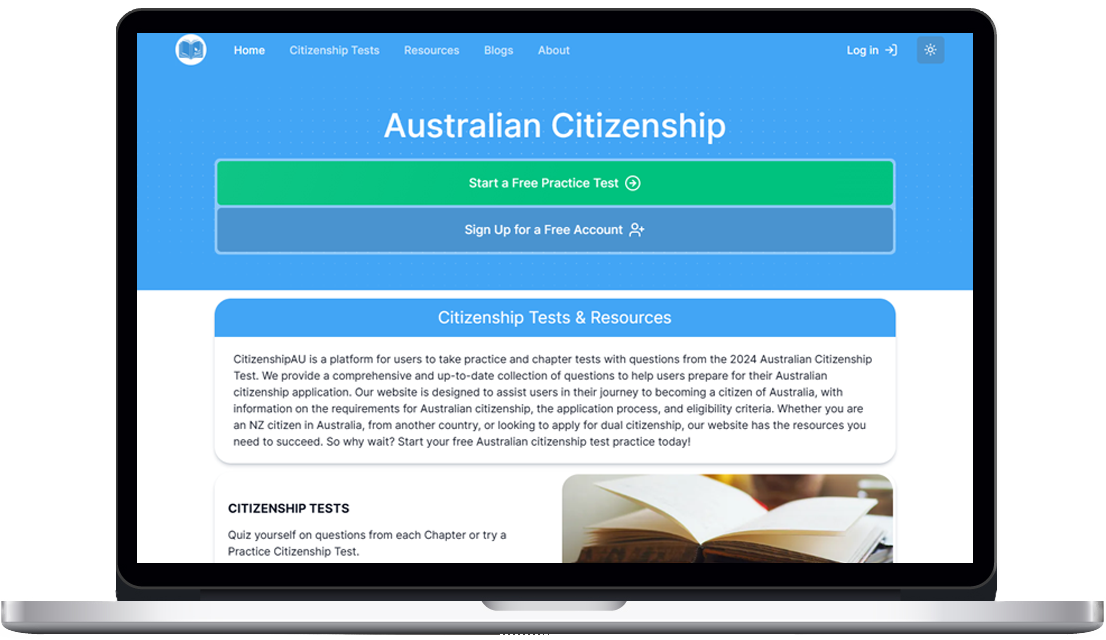 Home Citizenship Tests Resources Blogs About Log in
Australian Citizenship
Start a Free Practice Test
Sign Up for a Free Account
Citizenship Tests & Resources
CitizenshipAU is a platform for users to take practice and chapter tests with questions from the 2024 Australian Citizenship
Test. We provide a comprehensive and up-to-date collection of questions to help users prepare for their Australian
citizenship application. Our website is designed to assist users in their journey to becoming a citizen of Australia, with
information on the requirements for Australian citizenship, the application process, and eligibility criteria. Whether you are
an NZ citizen in Australia, from another country, or looking to apply for dual citizenship, our website has the resources you
need to succeed. So why wait? Start your free Australian citizenship test practice today!
CITIZENSHIP TESTS
Quiz yourself on questions from each Chapter or try a
Practice Citizenship Test.